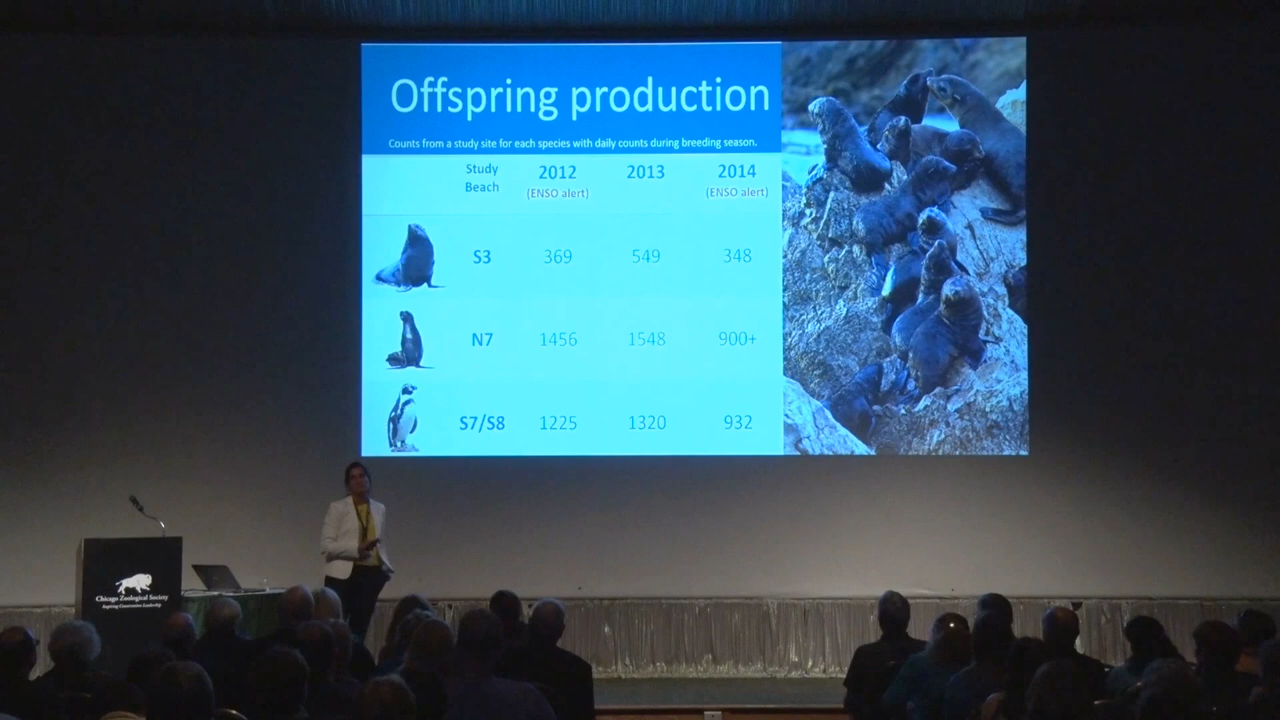 Offspring production
Counts from a study site for each species with daily counts during breeding season.
Study Beach 2012 (ENSO alert) 2013 2014 (ENSO alert)
S3 369 549 348
N7 1456 1548 900+
S7/S8 1225 1320 932
Chicago Zoological Society
Inspiring Conservation Leadership